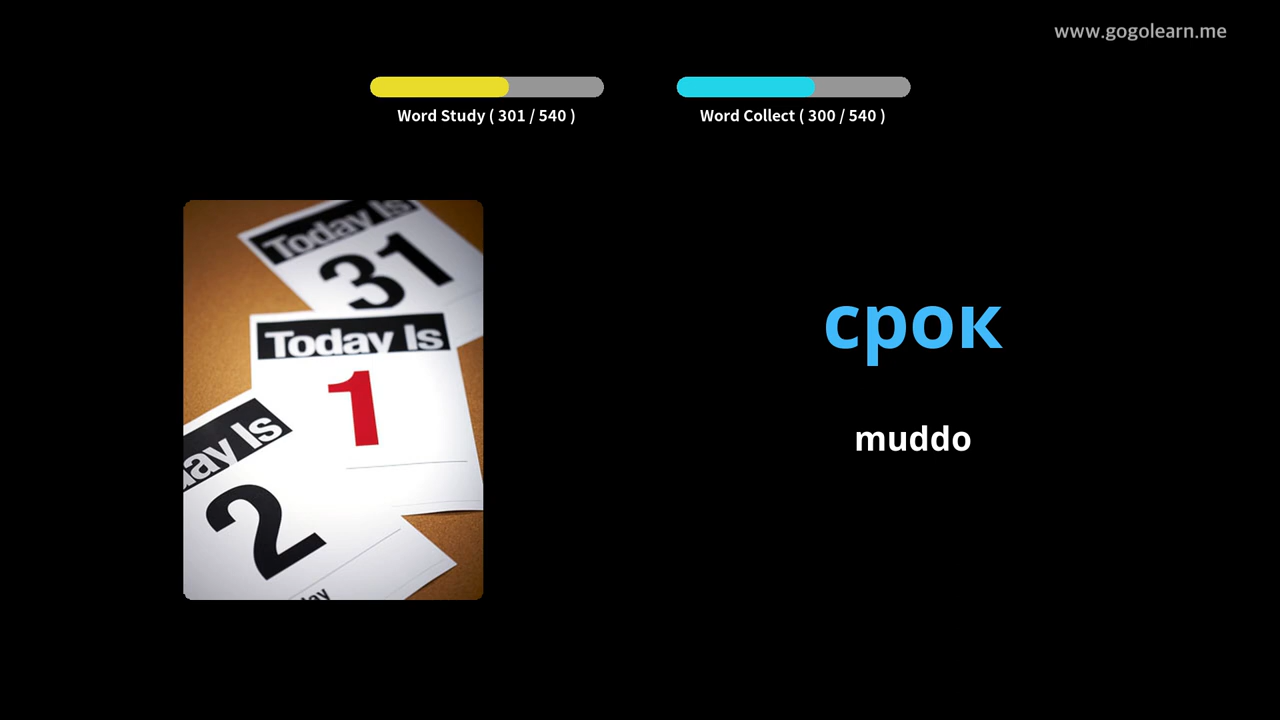 www.gogolearn.me
Word Study ( 301 / 540 )
Word Collect ( 300 / 540 )
Today Is
31
Today Is
1
ay Is
2
срок
muddo